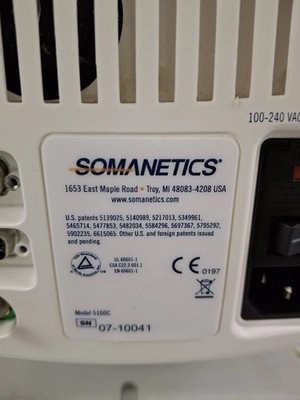 100-240 VAC
SOMANETICS®
1653 East Maple Road • Troy, MI 48083-4208 USA
www.somanetics.com
U.S. patents 5139025, 5140989, 5217013, 5349961,
5465714, 5477853, 5482034, 5584296, 5697367, 5795292,
5902235, 6615065. Other U.S. and foreign patents issued
and pending.
UL 60601-1
CSA C22.2 601.1
EN 60601-1
CE 0197
Model 5100C
SN 07-10041